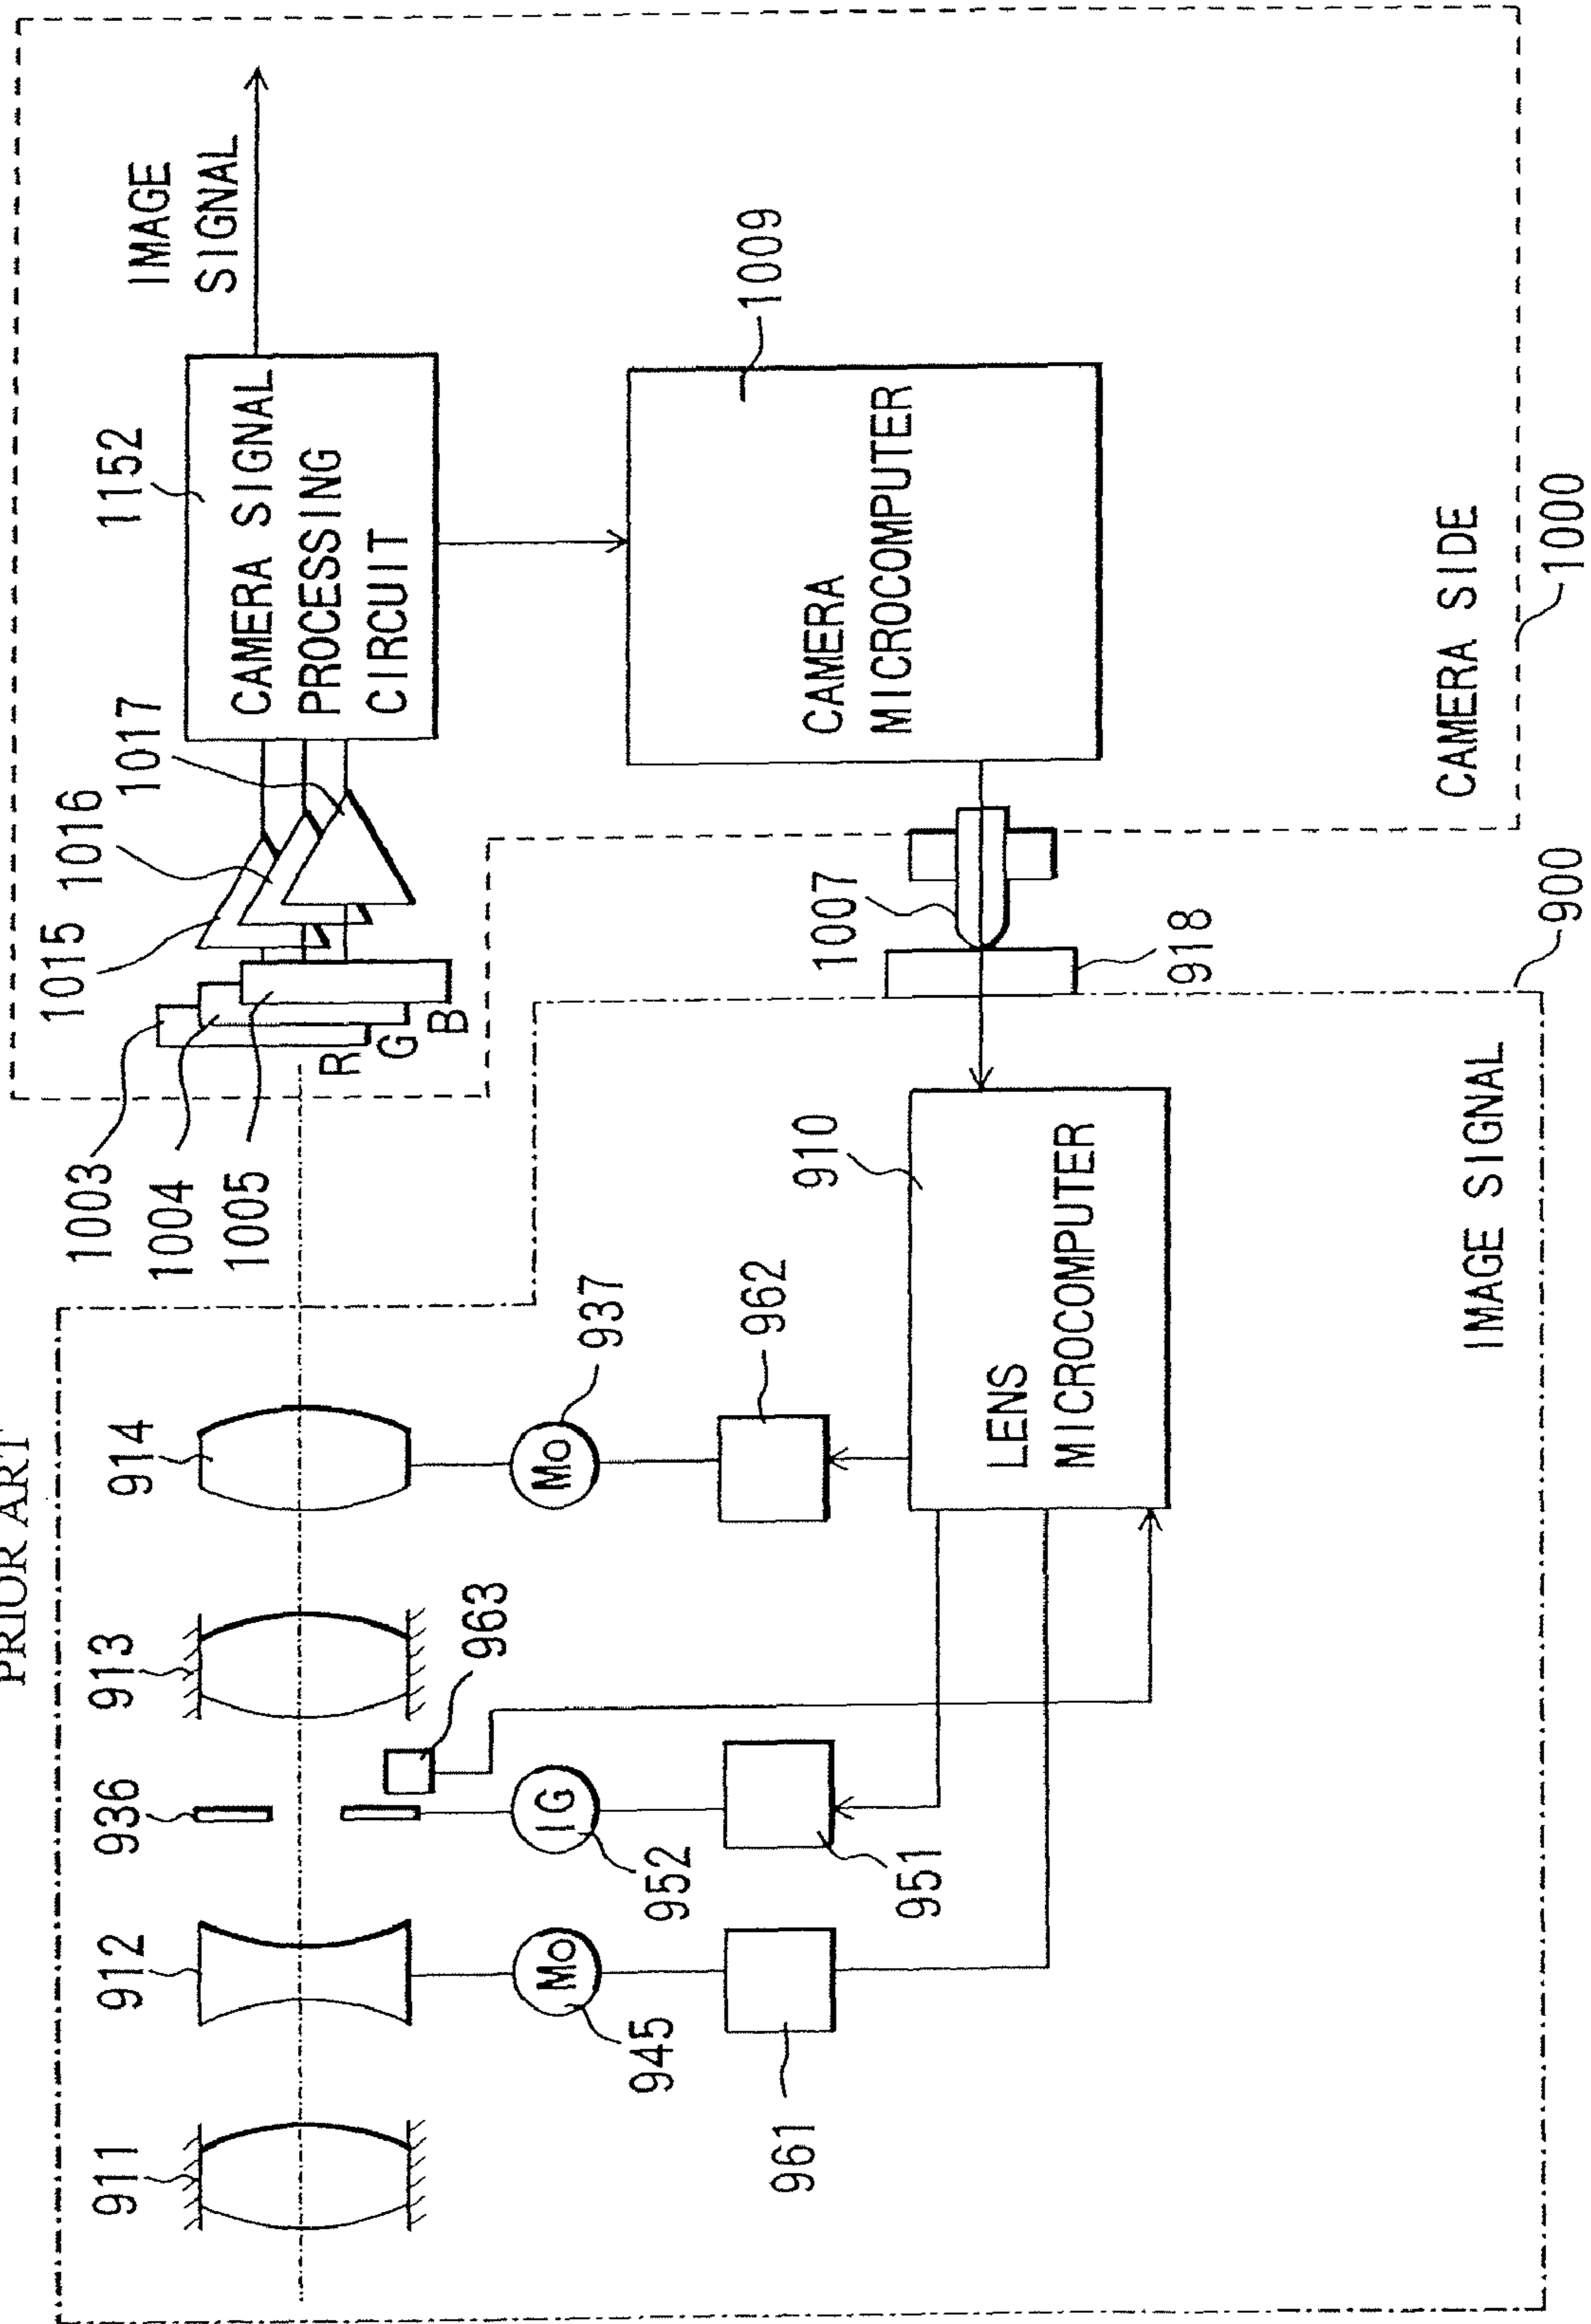 PRIOR ART
911
912
936
913
914
963
945
Mo
952
IG
937
Mo
961
951
962
910
LENS
MICROCOMPUTER
IMAGE SIGNAL
900
918
1007
1003
1004
1005
R
G
B
1015
1016
1017
1152
CAMERA SIGNAL
PROCESSING
CIRCUIT
IMAGE
SIGNAL
1009
CAMERA
MICROCOMPUTER
CAMERA SIDE
1000